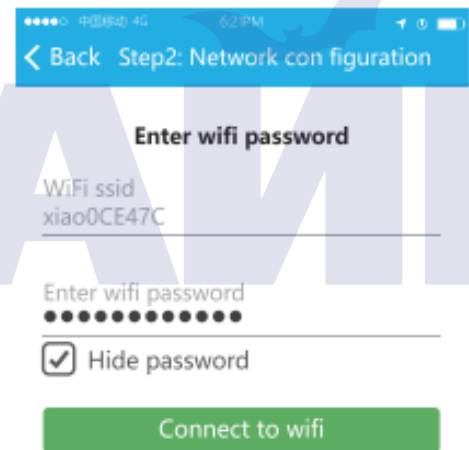 中国移动 4G 6:21PM
Back Step2: Network con figuration
Enter wifi password
WiFi ssid
xiao0CE47C
Enter wifi password
●●●●●●●●●●●●
Hide password
Connect to wifi